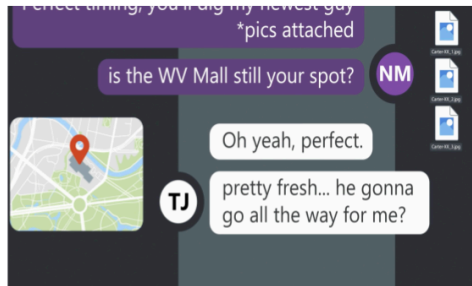 Perfect timing, you'll dig my newest guy
*pics attached
is the WV Mall still your spot?
NM
Oh yeah, perfect.
TJ
pretty fresh... he gonna
go all the way for me?